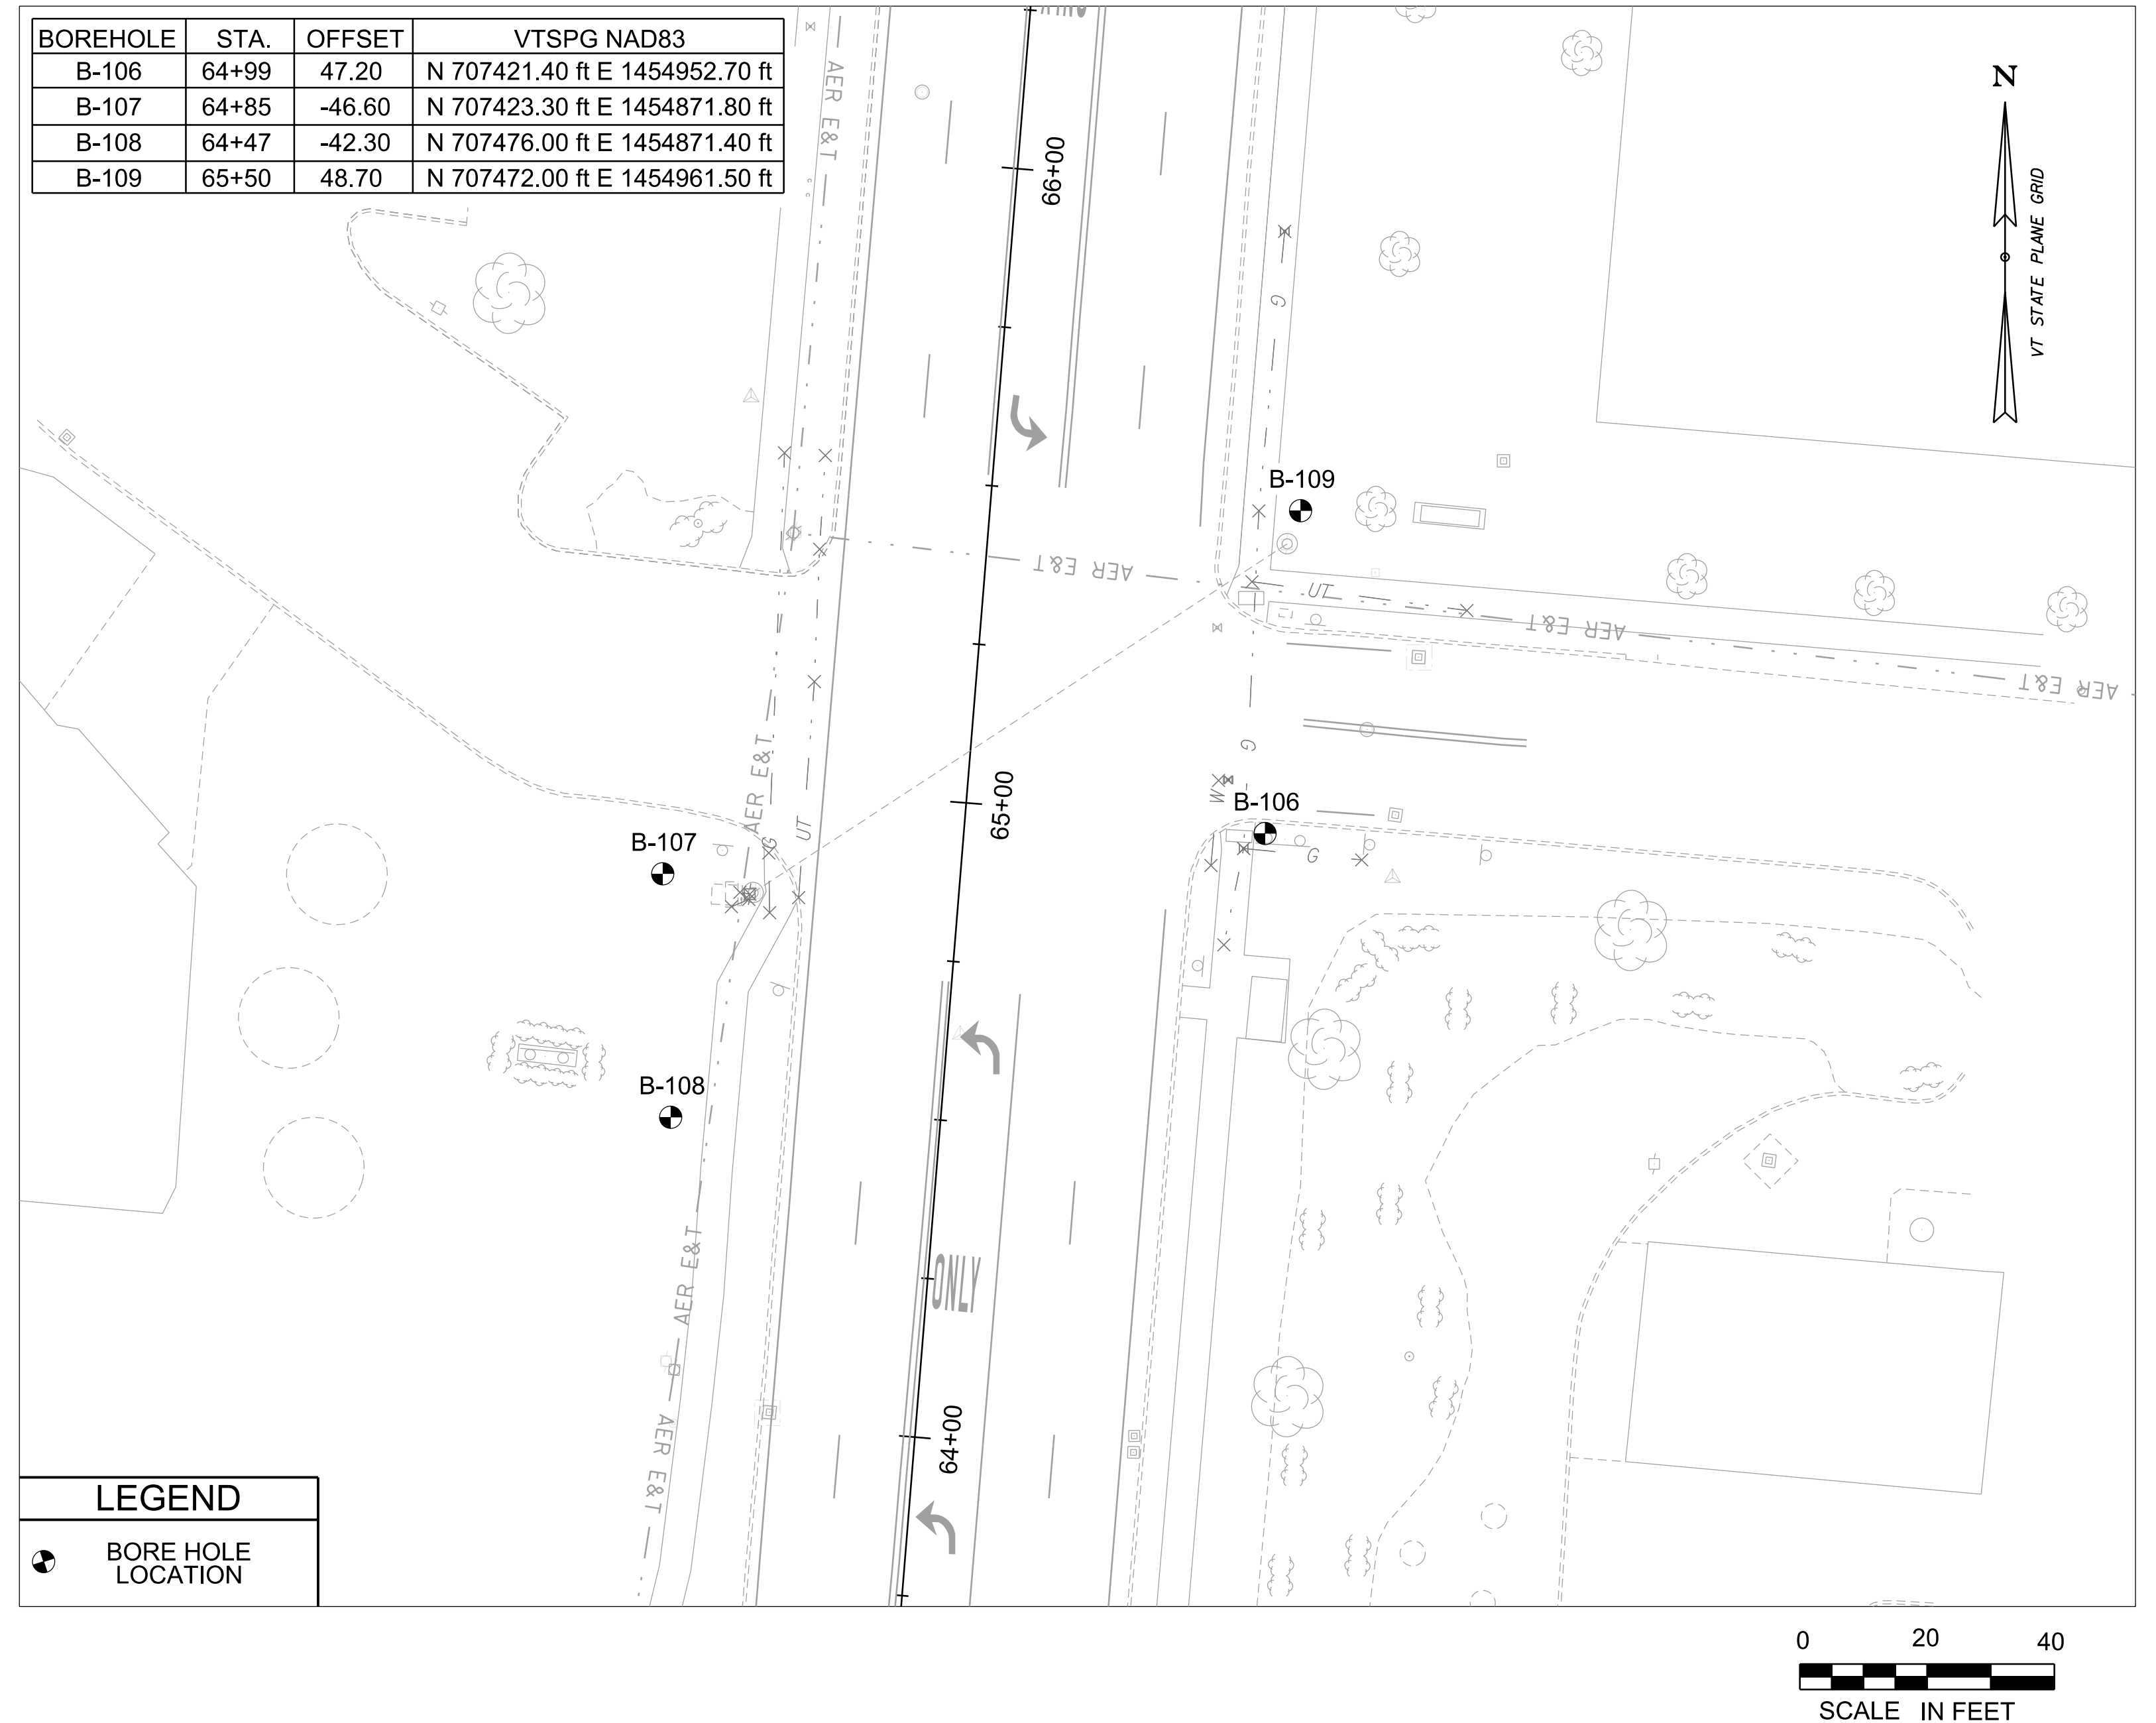 BOREHOLE STA. OFFSET VTSPG NAD83
B-106 64+99 47.20 N 707421.40 ft E 1454952.70 ft
B-107 64+85 -46.60 N 707423.30 ft E 1454871.80 ft
B-108 64+47 -42.30 N 707476.00 ft E 1454871.40 ft
B-109 65+50 48.70 N 707472.00 ft E 1454961.50 ft
ONLY
AER E&T
N
VT STATE PLANE GRID
66+00
G
B-109
AER E&T
UT
AER E&T
AER E&T
G
AER E&T
65+00
WM
B-106
UT
G
G
B-107
B-108
ONLY
AER E&T
64+00
AER E&T
LEGEND
BORE HOLE
LOCATION
0 20 40
SCALE IN FEET